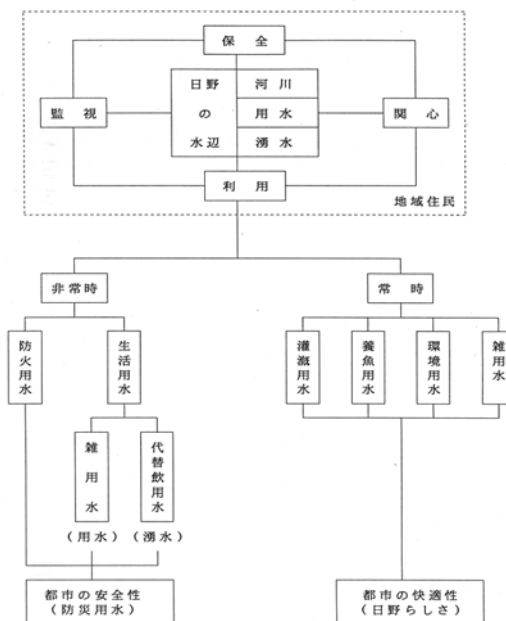 保全
監視
日野の水辺
河川
用水
湧水
関心
利用
地域住民
非常時
常時
防火用水
生活用水
灌漑用水
養魚用水
環境用水
雑用水
雑用水
代替飲用水
(用水)
(湧水)
都市の安全性
(防災用水)
都市の快適性
(日野らしさ)